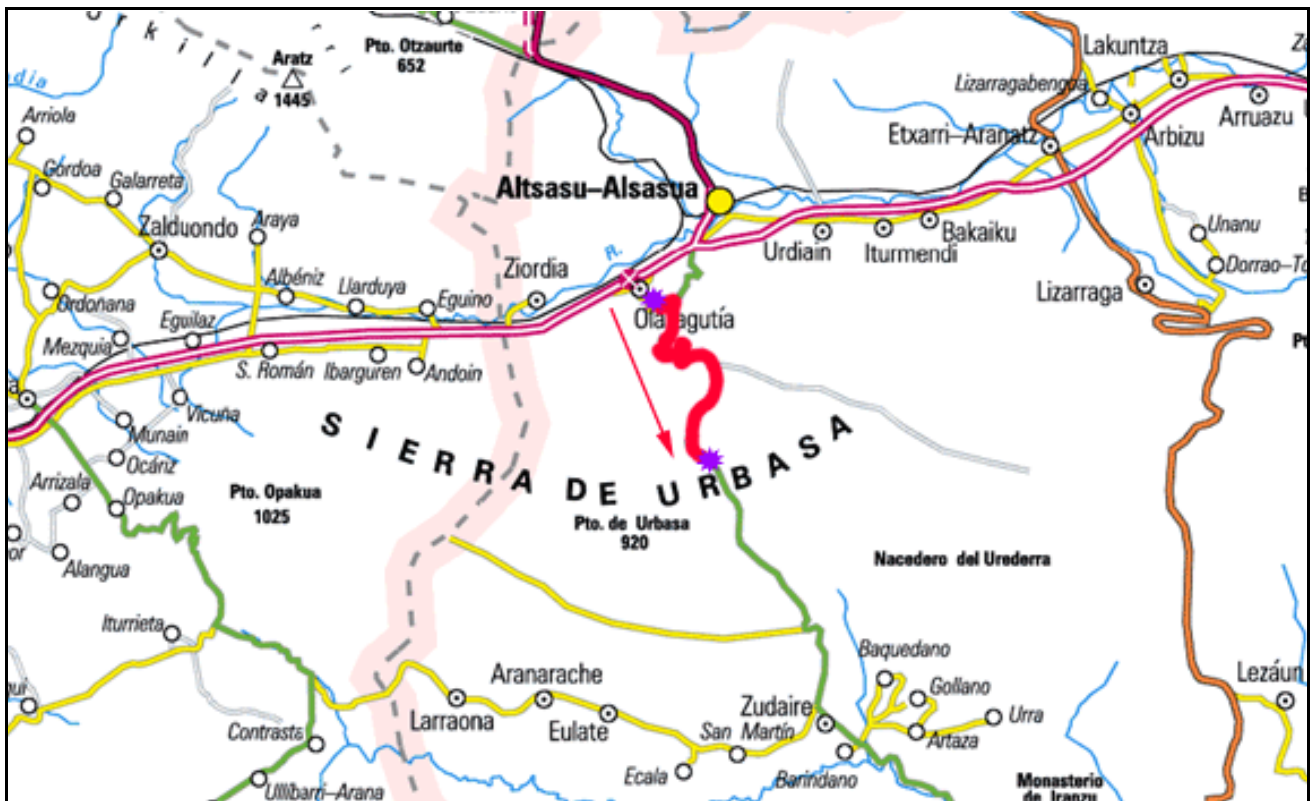 Pto. Otzaurte
652
Lakuntza
Aratz
1445
Lizarragabengoa
Arriola
Etxarri–Aranatz
Arbizu
Arruazu
Gordoa
Galarreta
Altsasu–Alsasua
Zalduondo
Araya
Urdiain
Iturmendi
Bakaiku
Unanu
R.
Ziordia
Dorrao–To
Albéniz
Llarduya
Eguino
Lizarraga
Ordoñana
Eguilaz
Mezquia
S. Román
Ibarguren
Andoin
Vicuña
Munain
Ocáriz
SIERRA DE URBASA
Arrizala
Opakua
Pto. Opakua
1025
Pto. de Urbasa
920
Alangua
Nacedero del Urederra
Iturrieta
Baquedano
Aranarache
Gollano
Lezáun
Larraona
Eulate
Zudaire
Urra
San Martín
Artaza
Contrasta
Ecala
Barindano
Ullíbarri–Arana
Monasterio
de Iranzu